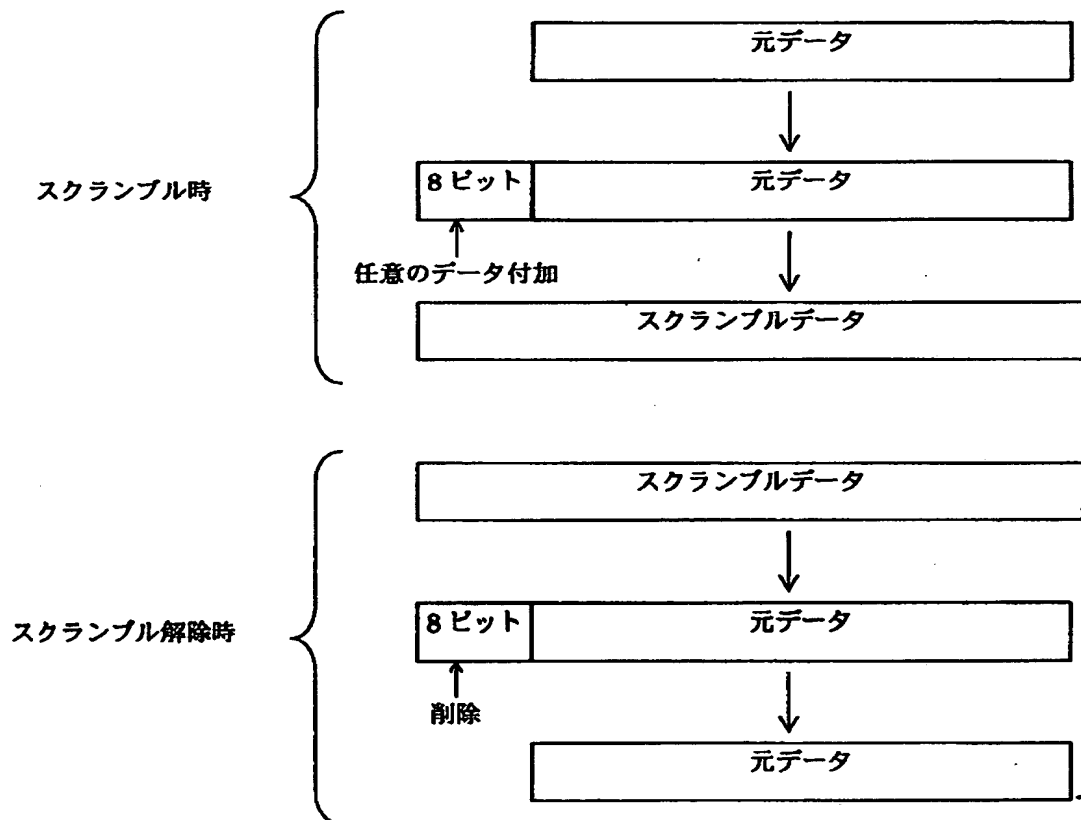 元データ
スクランブル時
8ビット 元データ
任意のデータ付加
スクランブルデータ
スクランブルデータ
スクランブル解除時
8ビット 元データ
削除
元データ